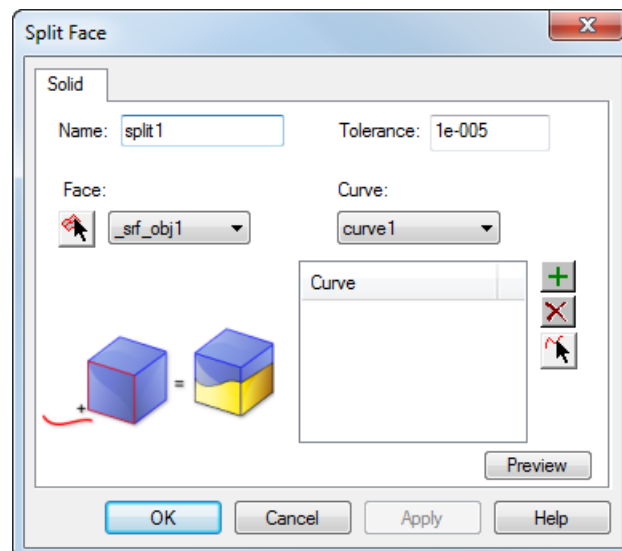 Split Face
Solid
Name: split1 Tolerance: 1e-005
Face: Curve:
_srf_obj1 curve1
Curve
+ =
Preview
OK Cancel Apply Help